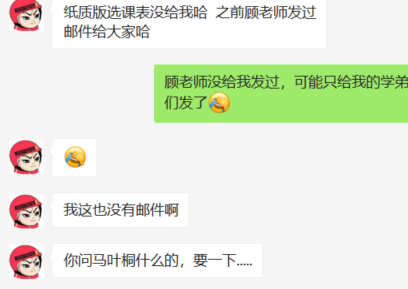 纸质版选课表没给我哈  之前顾老师发过
邮件给大家哈
顾老师没给我发过，可能只给我的学弟
们发了🤣
🤣
我这也没有邮件啊
你问马叶桐什么的，要一下.....